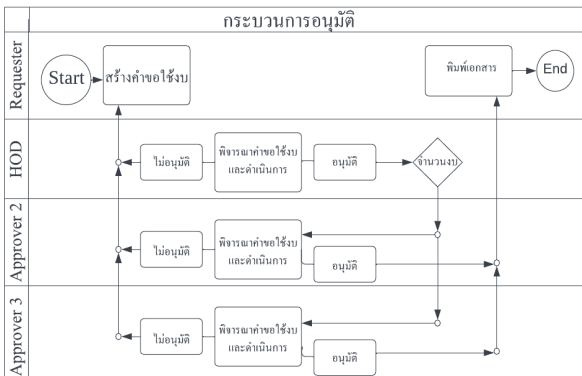 กระบวนการอนุมัติ
Requester
Start
สร้างคำขอใช้งบ
พิมพ์เอกสาร
End
HOD
ไม่อนุมัติ
พิจารณาคำขอใช้งบ
และดำเนินการ
อนุมัติ
จำนวนงบ
Approver 2
ไม่อนุมัติ
พิจารณาคำขอใช้งบ
และดำเนินการ
อนุมัติ
Approver 3
ไม่อนุมัติ
พิจารณาคำขอใช้งบ
และดำเนินการ
อนุมัติ